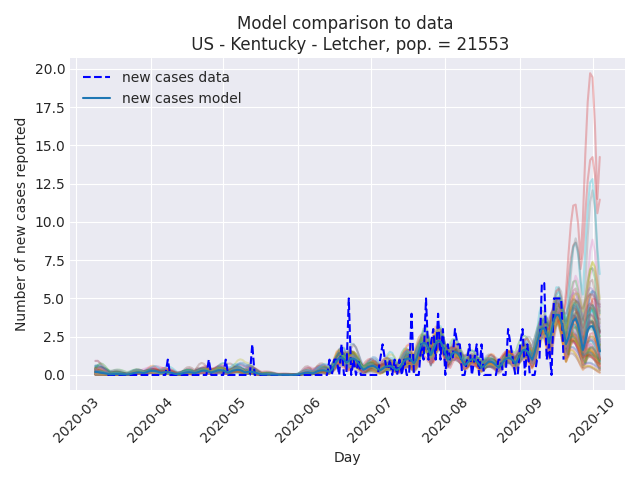 Model comparison to data
US - Kentucky - Letcher, pop. = 21553
Number of new cases reported
20.0
17.5
15.0
12.5
10.0
7.5
5.0
2.5
0.0
new cases data
new cases model
2020-03
2020-04
2020-05
2020-06
2020-07
2020-08
2020-09
2020-10
Day